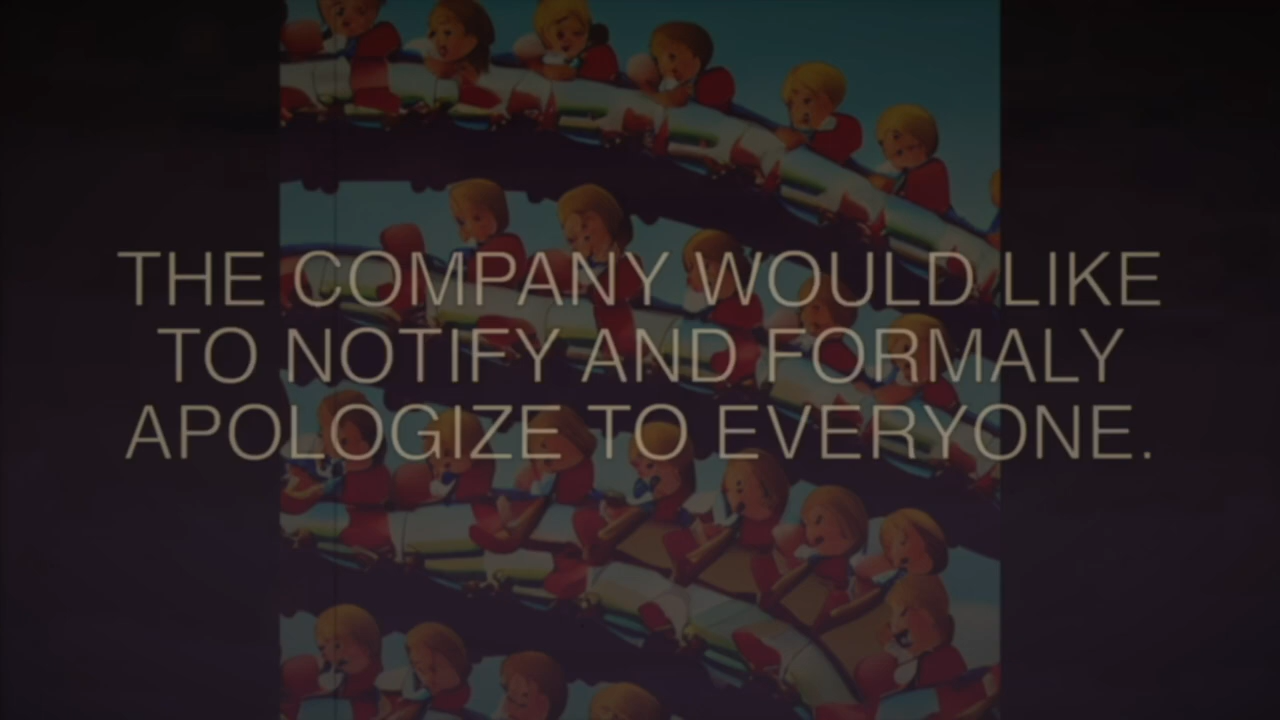 THE COMPANY WOULD LIKE
TO NOTIFY AND FORMALY
APOLOGIZE TO EVERYONE.